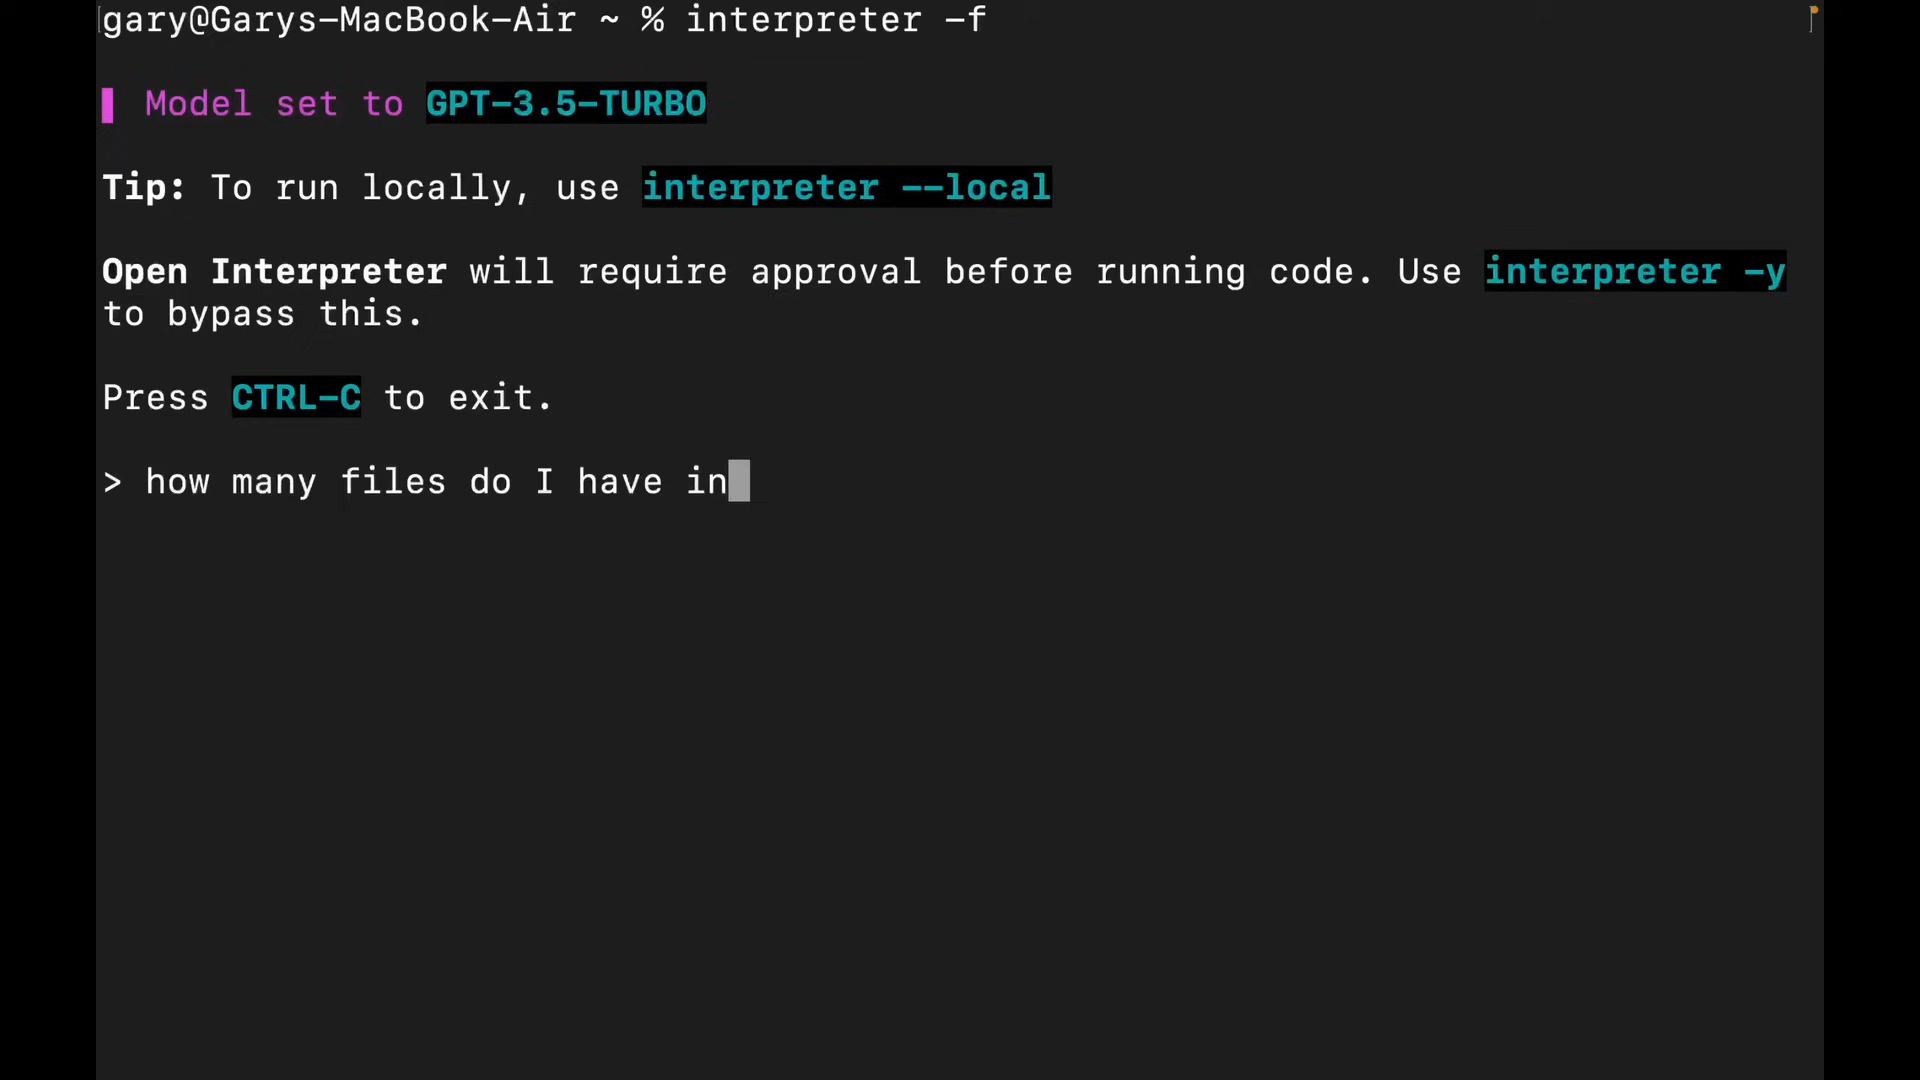 gary@Garys-MacBook-Air ~ % interpreter -f
Model set to GPT-3.5-TURBO
Tip: To run locally, use interpreter --local
Open Interpreter will require approval before running code. Use interpreter -y
to bypass this.
Press CTRL-C to exit.
> how many files do I have in